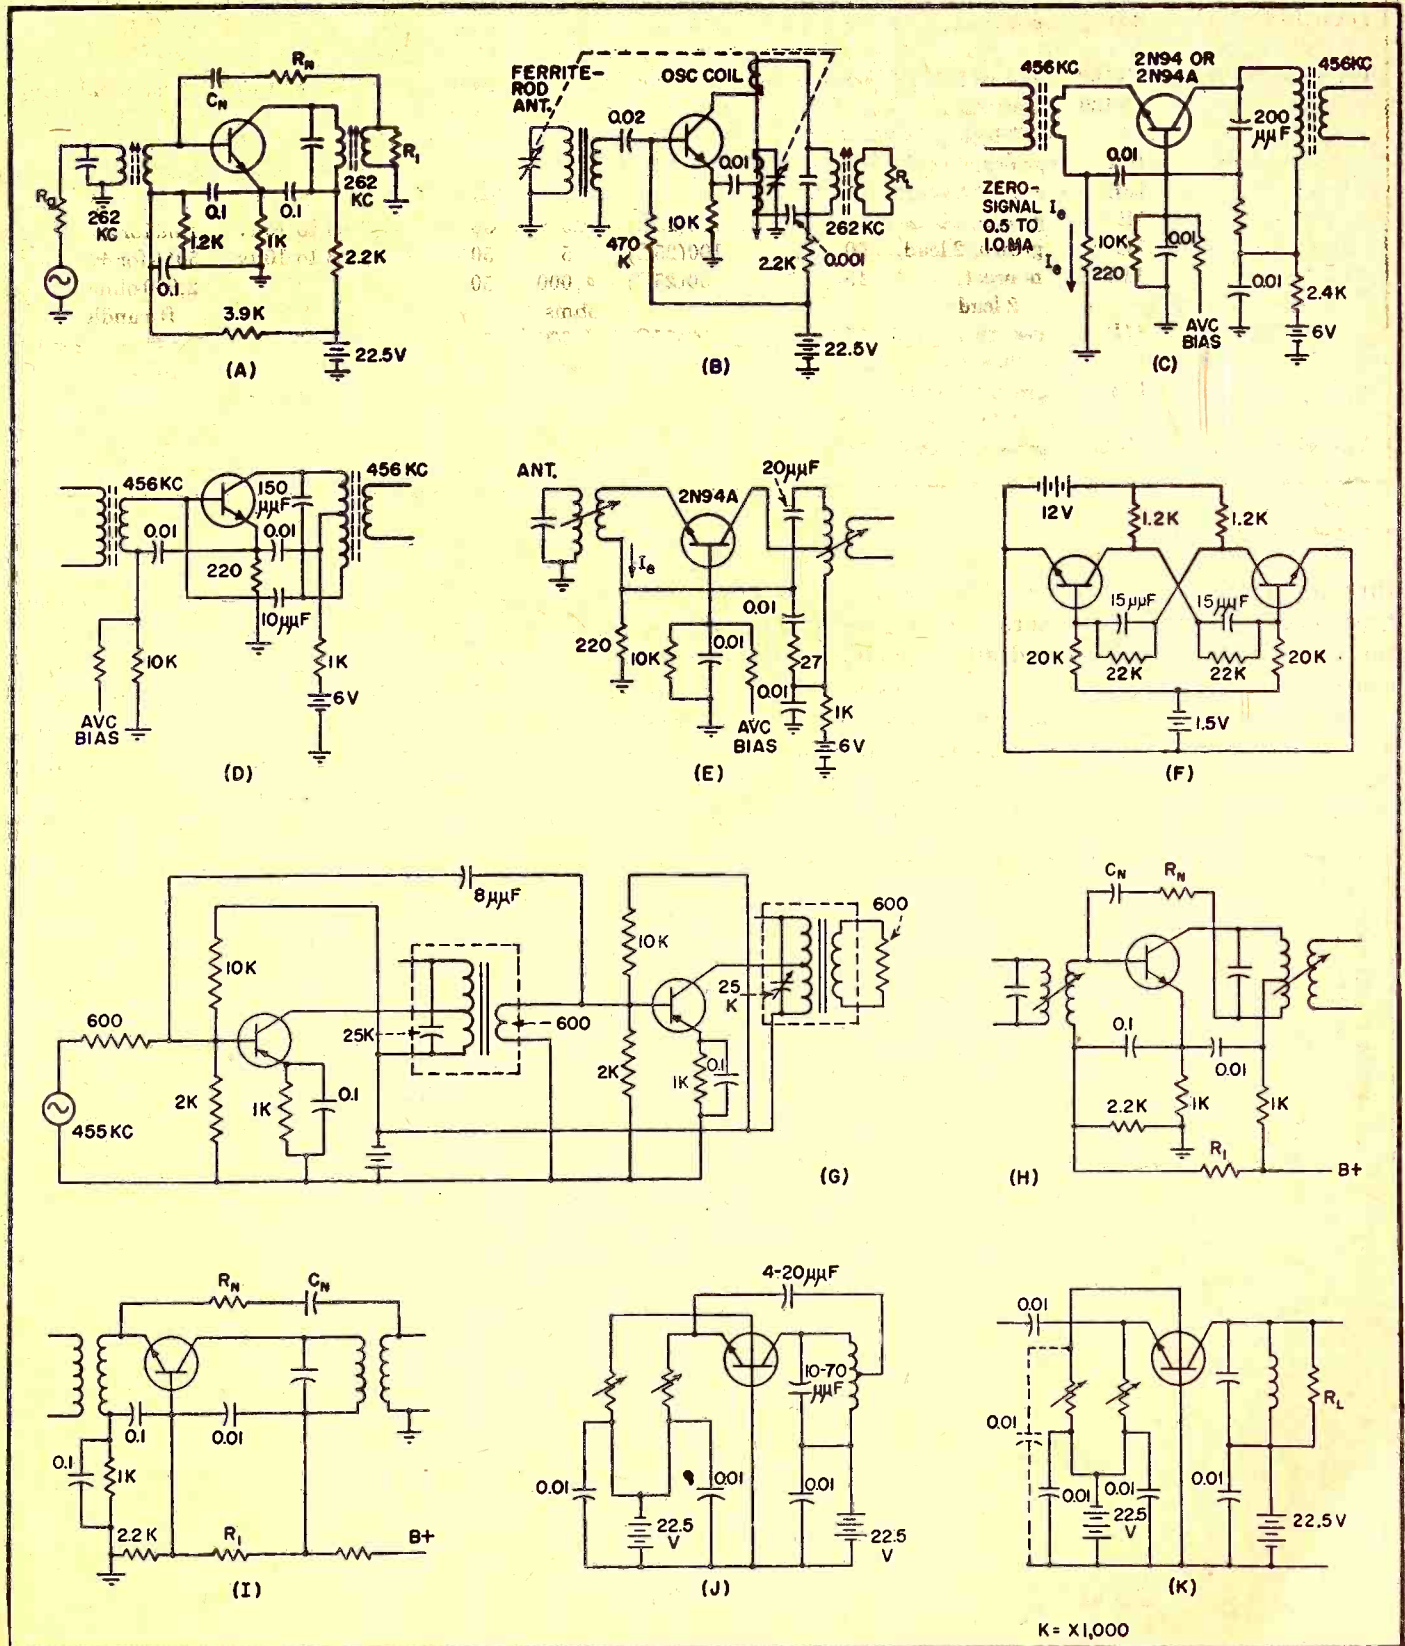 RN
CN
Rg
262
KC
0.1
0.1
1.2K
1K
0.1
262
KC
R1
2.2K
3.9K
22.5V
(A)
FERRITE-
ROD
ANT.
OSC COIL
0.02
0.01
10K
470
K
2.2K
0.001
262KC
RL
22.5V
(B)
456KC
2N94 OR
2N94A
456KC
200
μμF
0.01
ZERO-
SIGNAL Ie
0.5 TO
1.0 MA
Ie
10K
220
0.01
AVC
BIAS
0.01
2.4K
6V
(C)
456KC
150
μμF
456 KC
0.01
0.01
220
10μμF
10K
1K
6V
AVC
BIAS
(D)
ANT.
2N94A
20μμF
Ie
0.01
220
10K
0.01
27
0.01
1K
AVC
BIAS
6V
(E)
12V
1.2K
1.2K
15μμF
15μμF
20K
22K
22K
20K
1.5V
(F)
8μμF
10K
10K
600
25K
600
25
K
600
2K
1K
0.1
2K
1K
0.1
455KC
(G)
CN
RN
0.1
0.01
2.2K
1K
1K
R1
B+
(H)
RN
CN
0.1
0.01
0.1
1K
2.2K
R1
B+
(I)
4-20μμF
10-70
μμF
0.01
0.01
0.01
22.5
V
22.5
V
(J)
0.01
0.01
RL
0.01
0.01
0.01
22.5
V
22.5V
(K)
K= X1,000